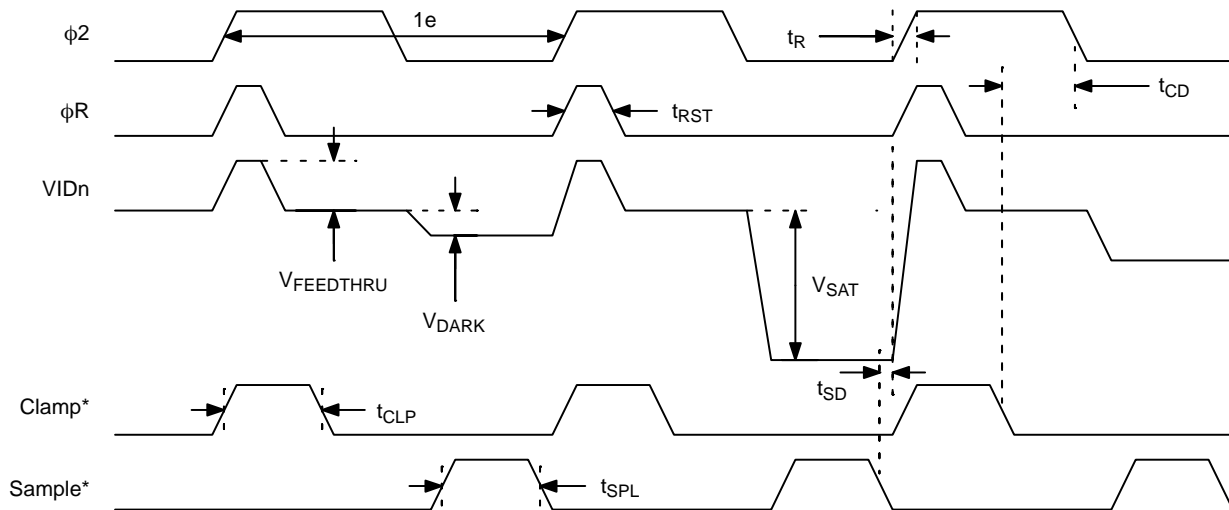 ϕ2
1e
tR
tCD
ϕR
tRST
VIDn
VFEEDTHRU
VDARK
VSAT
tSD
Clamp*
tCLP
Sample*
tSPL